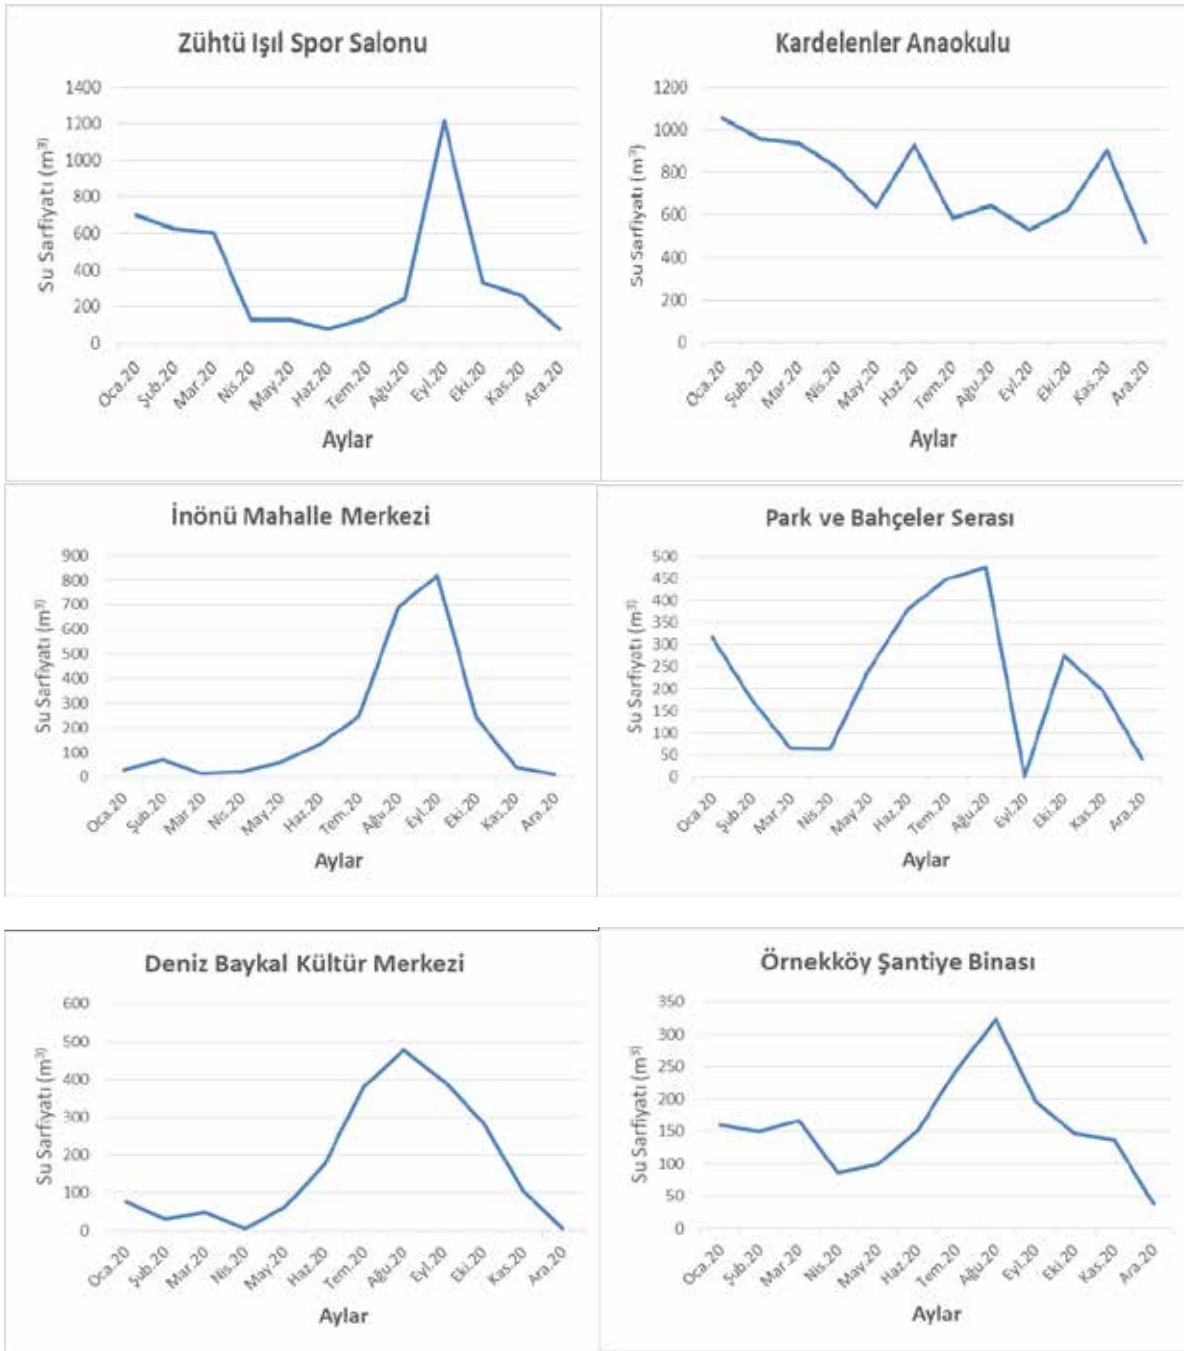 Zühtü Işıl Spor Salonu
Su Sarfiyatı (m³)
1400
1200
1000
800
600
400
200
0
Oca.20
Şub.20
Mar.20
Nis.20
May.20
Haz.20
Tem.20
Ağu.20
Eyl.20
Eki.20
Kas.20
Ara.20
Aylar
Kardelenler Anaokulu
Su Sarfiyatı (m³)
1200
1000
800
600
400
200
0
Oca.20
Şub.20
Mar.20
Nis.20
May.20
Haz.20
Tem.20
Ağu.20
Eyl.20
Eki.20
Kas.20
Ara.20
Aylar
İnönü Mahalle Merkezi
Su Sarfiyatı (m³)
900
800
700
600
500
400
300
200
100
0
Oca.20
Şub.20
Mar.20
Nis.20
May.20
Haz.20
Tem.20
Ağu.20
Eyl.20
Eki.20
Kas.20
Ara.20
Aylar
Park ve Bahçeler Serası
Su Sarfiyatı (m³)
500
450
400
350
300
250
200
150
100
50
0
Oca.20
Şub.20
Mar.20
Nis.20
May.20
Haz.20
Tem.20
Ağu.20
Eyl.20
Eki.20
Kas.20
Ara.20
Aylar
Deniz Baykal Kültür Merkezi
Su Sarfiyatı (m³)
600
500
400
300
200
100
0
Oca.20
Şub.20
Mar.20
Nis.20
May.20
Haz.20
Tem.20
Ağu.20
Eyl.20
Eki.20
Kas.20
Ara.20
Aylar
Örnekköy Şantiye Binası
Su Sarfiyatı (m³)
350
300
250
200
150
100
50
0
Oca.20
Şub.20
Mar.20
Nis.20
May.20
Haz.20
Tem.20
Ağu.20
Eyl.20
Eki.20
Kas.20
Ara.20
Aylar